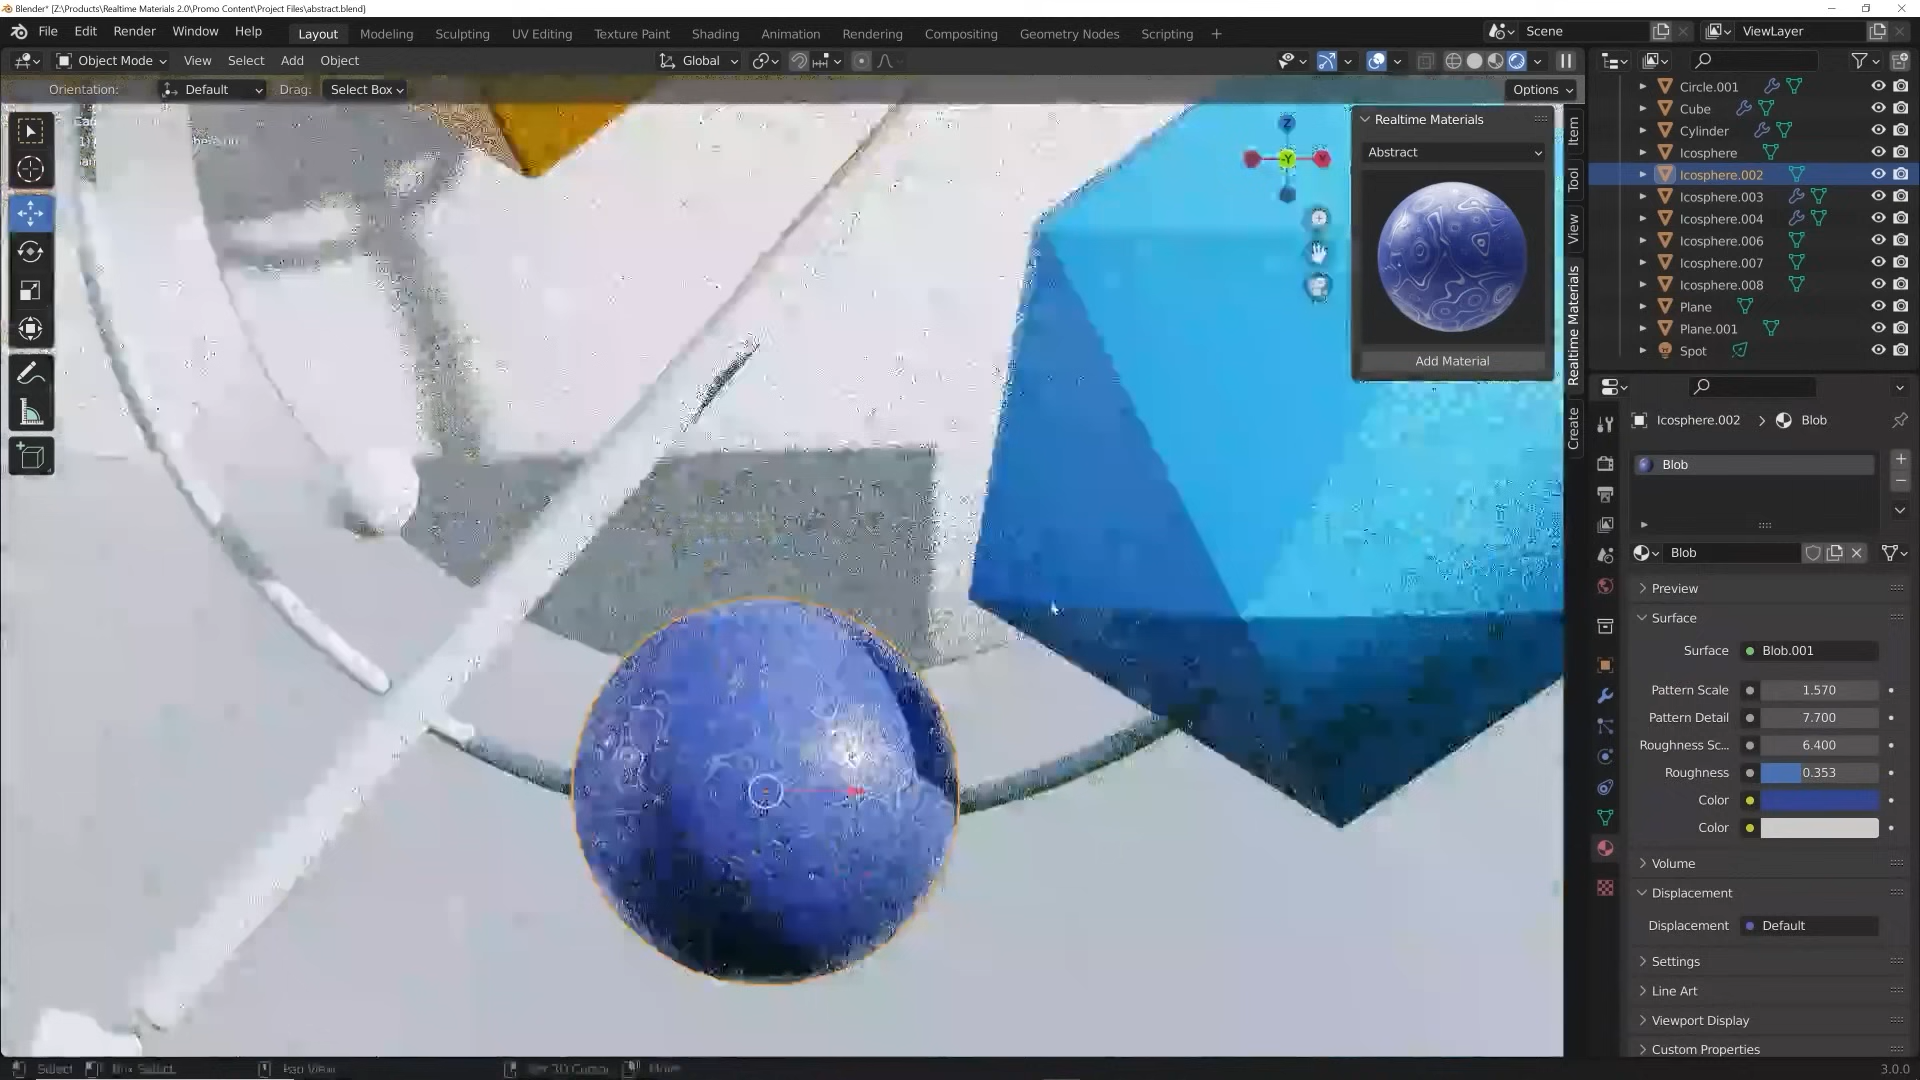 Blender* [Z:\Products\Realtime Materials 2.0\Promo Content\Project Files\abstract.blend]
File Edit Render Window Help
Layout Modeling Sculpting UV Editing Texture Paint Shading Animation Rendering Compositing Geometry Nodes Scripting +
Scene
ViewLayer
Object Mode View Select Add Object
Global
Orientation: Default Drag: Select Box
Options
Realtime Materials
Abstract
Add Material
Item
Tool
View
Realtime Materials
Create
Z
-Y
Circle.001
Cube
Cylinder
Icosphere
Icosphere.002
Icosphere.003
Icosphere.004
Icosphere.006
Icosphere.007
Icosphere.008
Plane
Plane.001
Spot
Icosphere.002 > Blob
Blob
Blob
Preview
Surface
Surface Blob.001
Pattern Scale 1.570
Pattern Detail 7.700
Roughness Sc... 6.400
Roughness 0.353
Color
Color
Volume
Displacement
Displacement Default
Settings
Line Art
Viewport Display
Custom Properties
Select Box Select Pan View
3.0.0